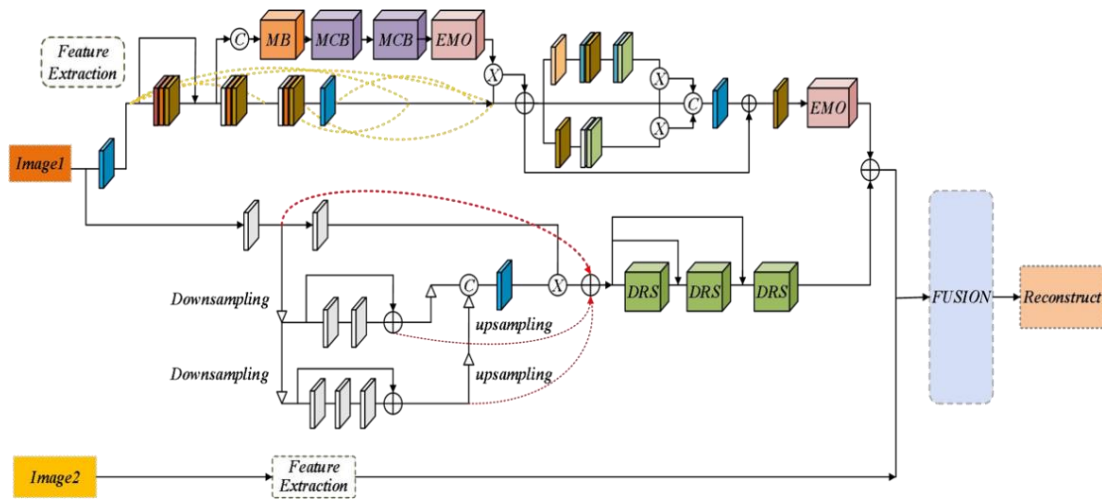 Feature
Extraction
C
MB
MCB
MCB
EMO
X
X
C
X
EMO
Image1
Downsampling
C
upsampling
X
DRS
DRS
DRS
FUSION
Reconstruct
Downsampling
upsampling
Image2
Feature
Extraction